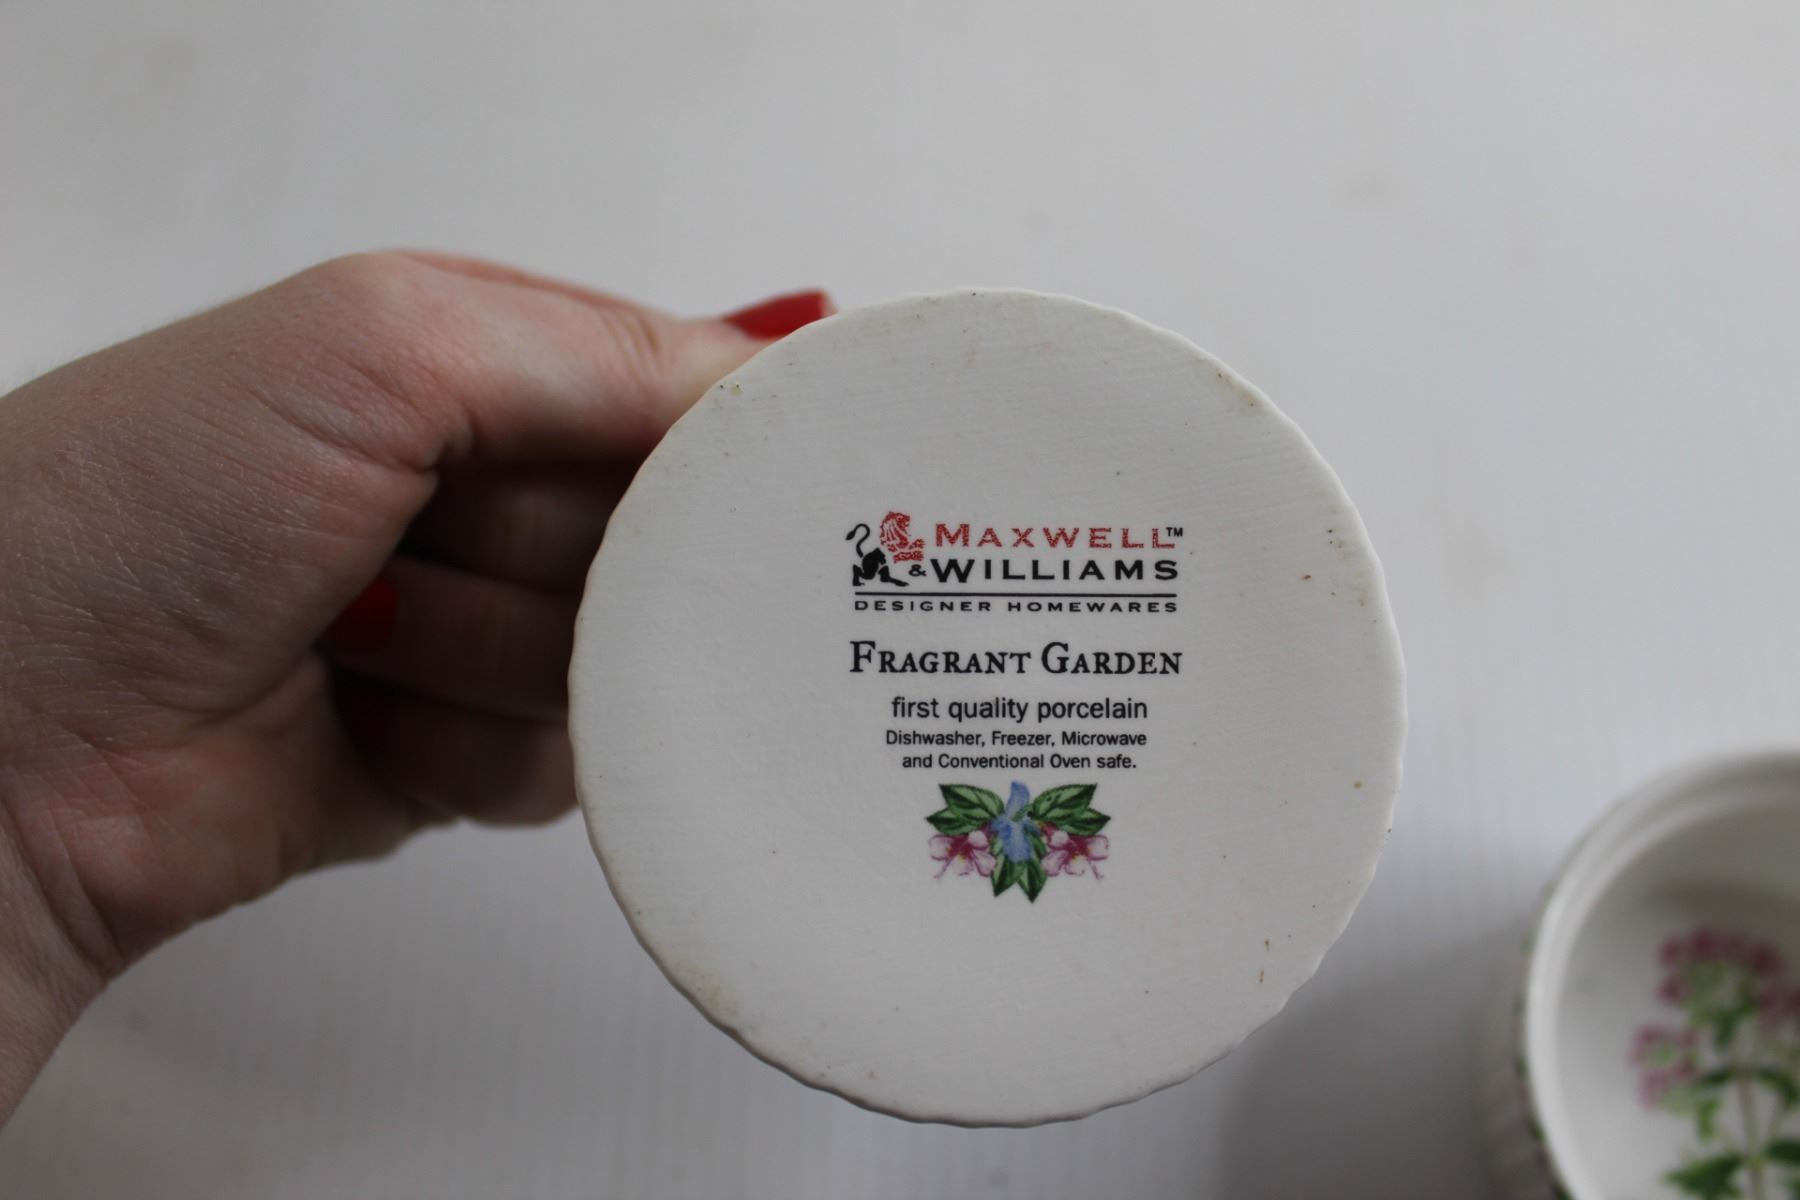 MAXWELL™
& WILLIAMS
DESIGNER HOMEWARES
FRAGRANT GARDEN
first quality porcelain
Dishwasher, Freezer, Microwave
and Conventional Oven safe.